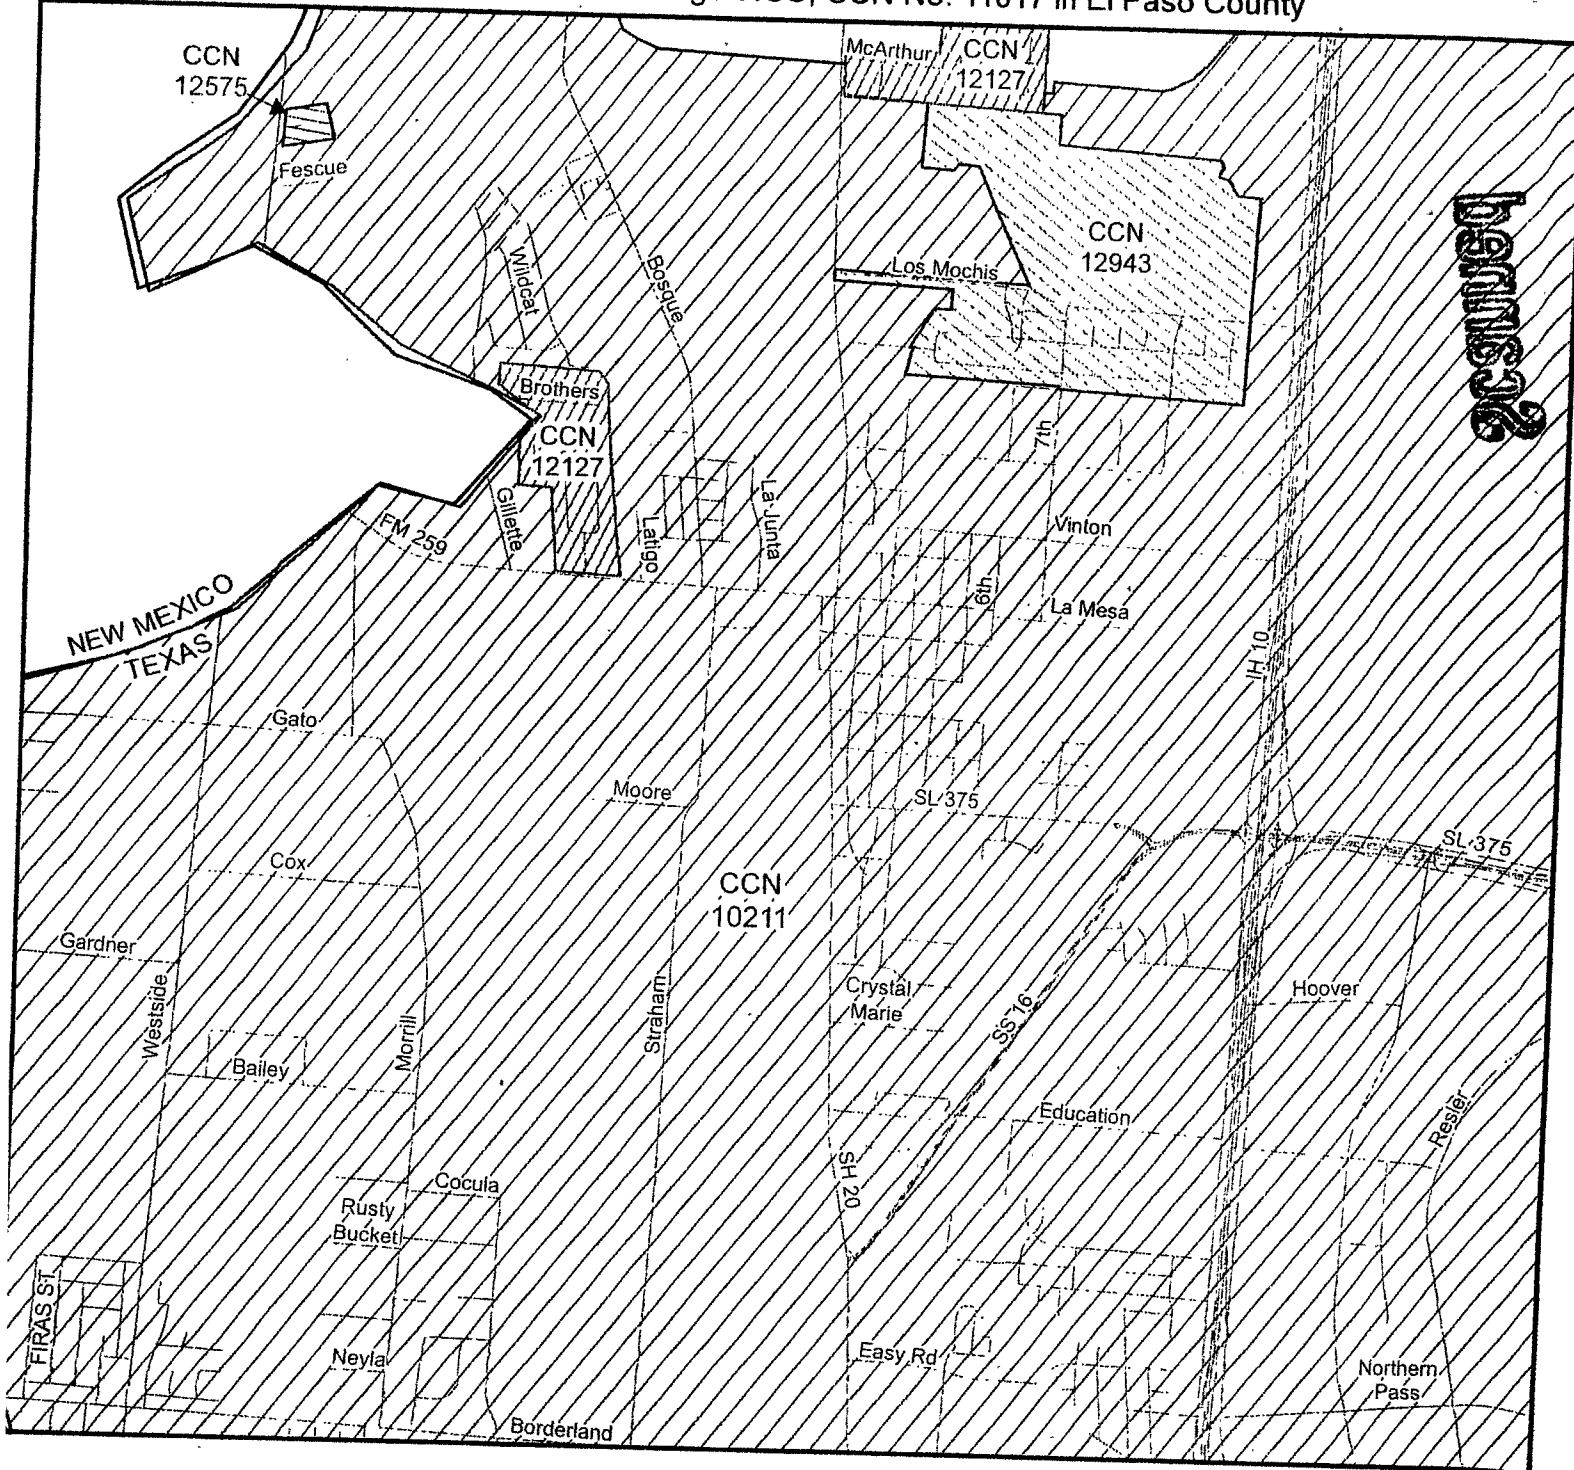 CCN No. 11617 in El Paso County
CCN
12575
McArthur
CCN
12127
Fescue
CCN
12943
Los Mochis
Wildcat
Bosque
Brothers
CCN
12127
7th
Gillette
Latigo
La Junta
FM 259
Vinton
6th
La Mesa
NEW MEXICO
TEXAS
IH 10
Gato
Moore
SL 375
SL 375
Cox
CCN
10211
Gardner
Westside
Morrill
Straham
Crystal
Marie
SS 16
Hoover
Bailey
Education
Resler
Cocula
SH 20
Rusty
Bucket
FIRAS ST
Neyla
Easy Rd
Northern
Pass
Borderland